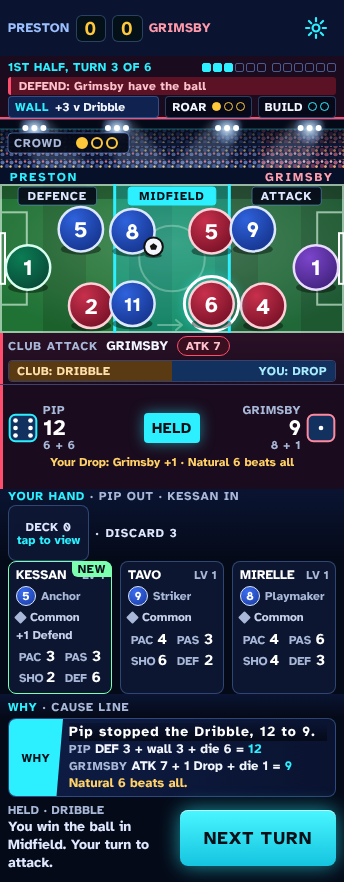 PRESTON 0 0 GRIMSBY
1ST HALF, TURN 3 OF 6
DEFEND: Grimsby have the ball
WALL +3 v Dribble
ROAR
BUILD
CROWD
PRESTON GRIMSBY
DEFENCE MIDFIELD ATTACK
5 8 5 9
1 1
2 11 6 4
CLUB ATTACK GRIMSBY ATK 7
CLUB: DRIBBLE YOU: DROP
PIP GRIMSBY
12 HELD 9
6 + 6 8 + 1
Your Drop: Grimsby +1 · Natural 6 beats all
YOUR HAND · PIP OUT · KESSAN IN
DECK 0
tap to view
· DISCARD 3
NEW
KESSAN
5 Anchor
Common
+1 Defend
PAC 3 PAS 3
SHO 2 DEF 6
TAVO LV 1
9 Striker
Common
PAC 4 PAS 3
SHO 6 DEF 2
MIRELLE LV 1
8 Playmaker
Common
PAC 4 PAS 6
SHO 4 DEF 3
WHY · CAUSE LINE
WHY
Pip stopped the Dribble, 12 to 9.
PIP DEF 3 + wall 3 + die 6 = 12
GRIMSBY ATK 7 + 1 Drop + die 1 = 9
Natural 6 beats all.
HELD · DRIBBLE
You win the ball in
Midfield. Your turn to
attack.
NEXT TURN